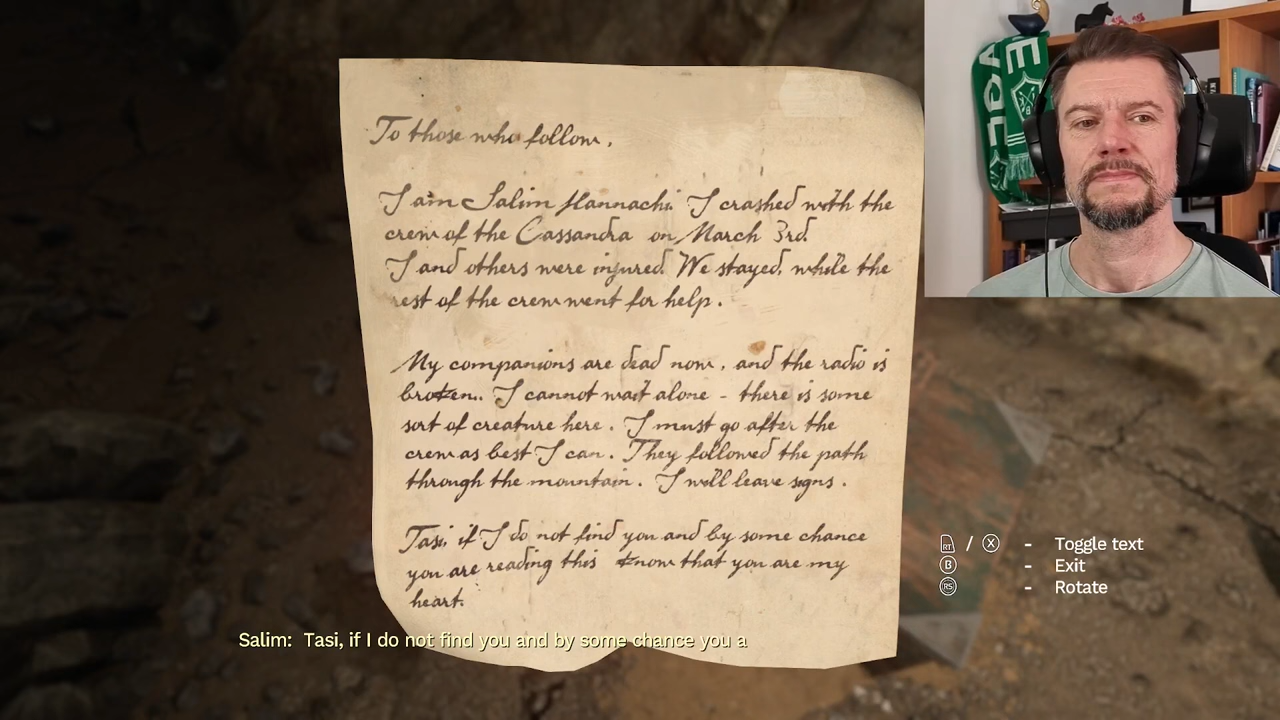 To those who follow,
I am Salim Hannachi. I crashed with the
crew of the Cassandra on March 3rd.
I and others were injured. We stayed, while the
rest of the crew went for help.
My companions are dead now, and the radio is
broken. I cannot wait alone - there is some
sort of creature here. I must go after the
crew as best I can. They followed the path
through the mountain. I will leave signs.
Tasi, if I do not find you and by some chance
you are reading this know that you are my
heart.
Salim: Tasi, if I do not find you and by some chance you a
RT / X - Toggle text
B - Exit
RS - Rotate